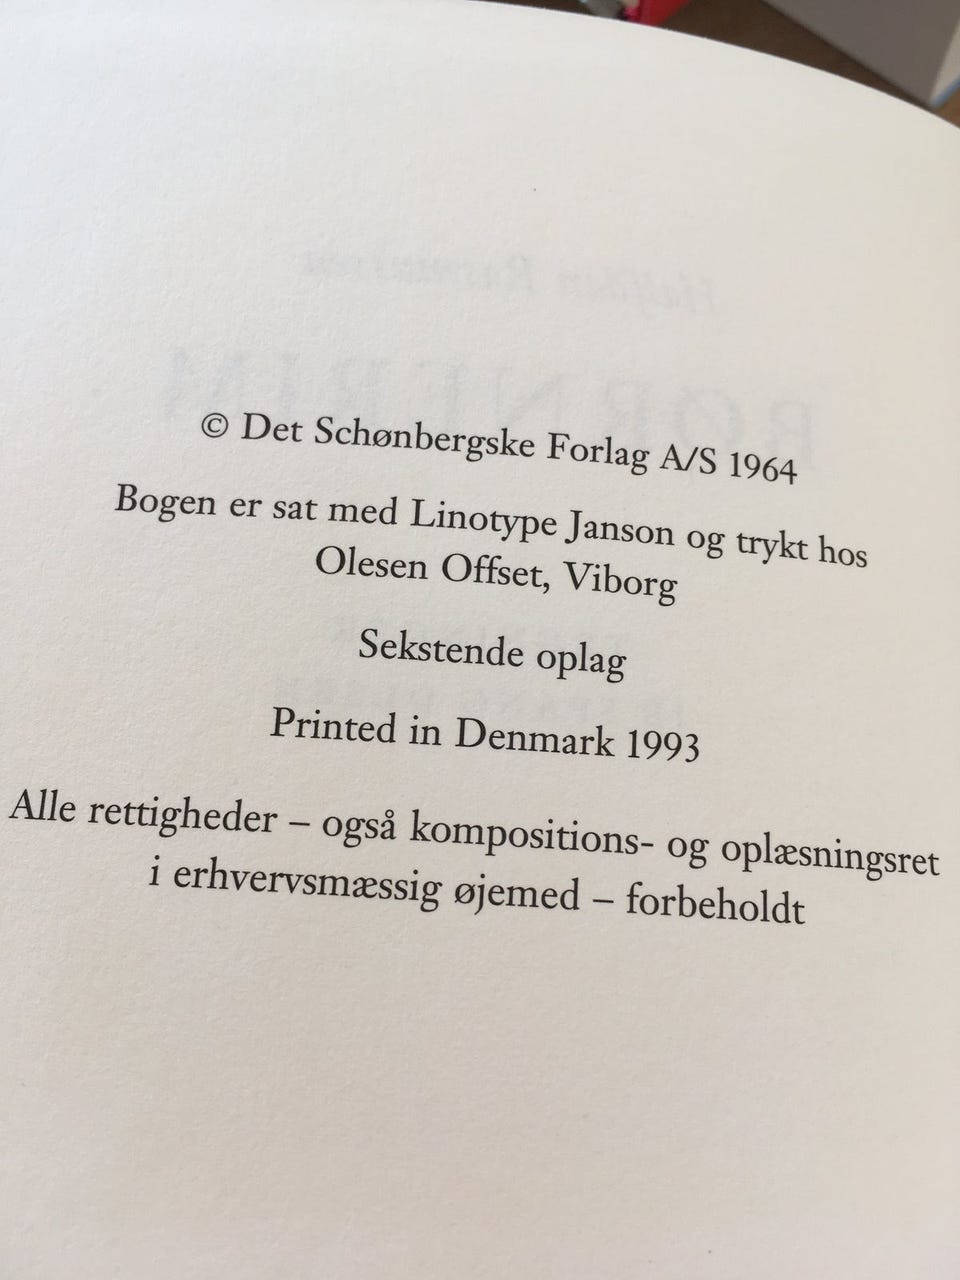 © Det Schønbergske Forlag A/S 1964
Bogen er sat med Linotype Janson og trykt hos
Olesen Offset, Viborg
Sekstende oplag
Printed in Denmark 1993
Alle rettigheder – også kompositions- og oplæsningsret
i erhvervsmæssig øjemed – forbeholdt